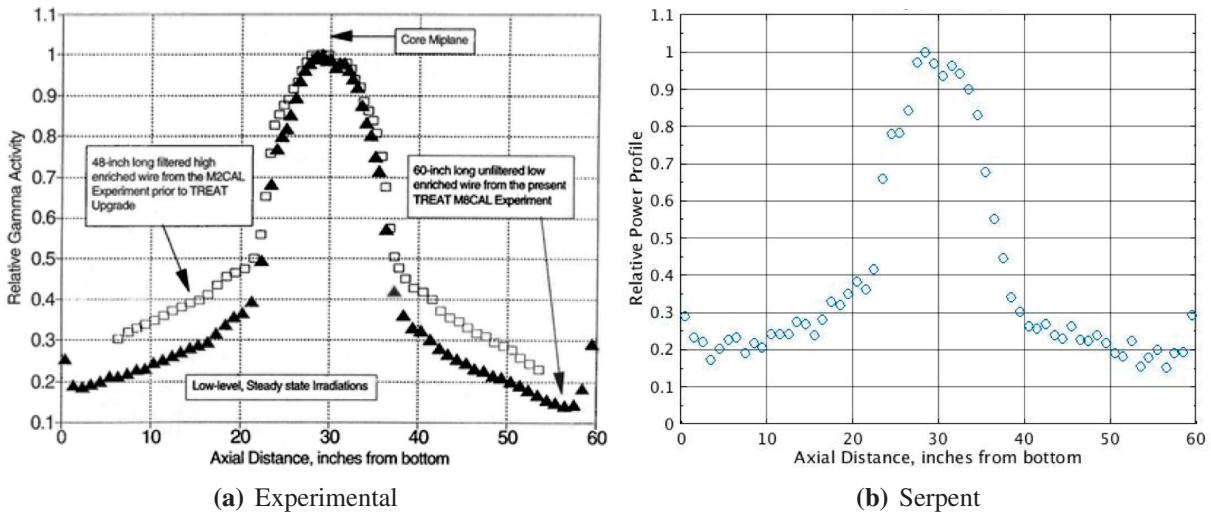 1.1
1
0.9
0.8
0.7
0.6
0.5
0.4
0.3
0.2
0.1
Relative Gamma Activity
Core Miplane
48-inch long filtered high
enriched wire from the M2CAL
Experiment prior to TREAT
Upgrade
60-inch long unfiltered low
enriched wire from the present
TREAT M8CAL Experiment
Low-level, Steady state Irradiations
0 10 20 30 40 50 60
Axial Distance, inches from bottom
(a) Experimental
1.1
1
0.9
0.8
0.7
0.6
0.5
0.4
0.3
0.2
0.1
0
Relative Power Profile
0 10 20 30 40 50 60
Axial Distance, inches from bottom
(b) Serpent